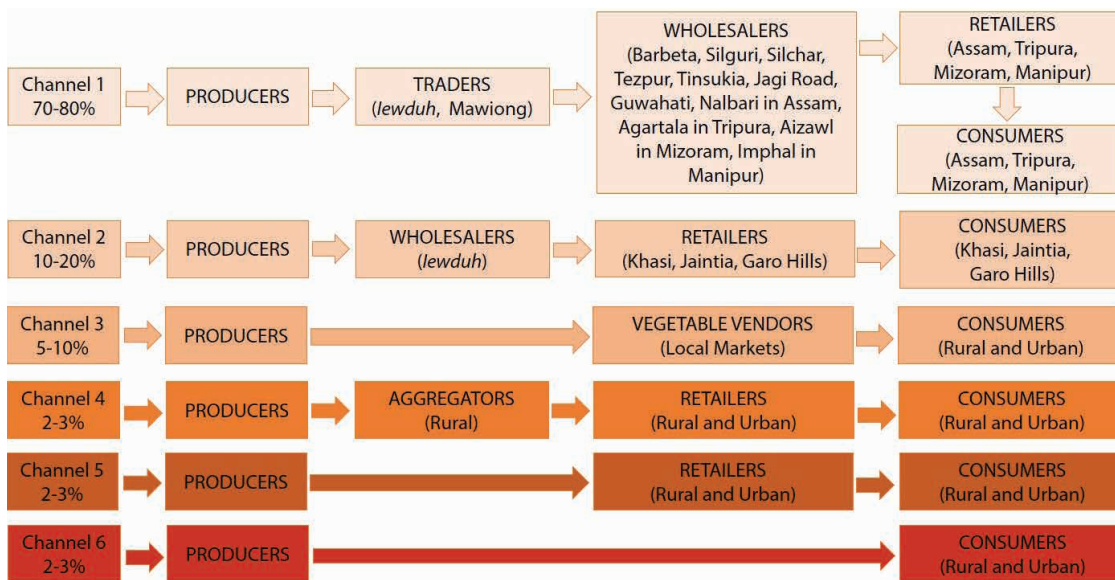 Channel 1
70-80%
PRODUCERS
TRADERS
(Iewduh, Mawiong)
WHOLESALERS
(Barbeta, Silguri, Silchar,
Tezpur, Tinsukia, Jagi Road,
Guwahati, Nalbari in Assam,
Agartala in Tripura, Aizawl
in Mizoram, Imphal in
Manipur)
RETAILERS
(Assam, Tripura,
Mizoram, Manipur)
CONSUMERS
(Assam, Tripura,
Mizoram, Manipur)
Channel 2
10-20%
PRODUCERS
WHOLESALERS
(Iewduh)
RETAILERS
(Khasi, Jaintia, Garo Hills)
CONSUMERS
(Khasi, Jaintia,
Garo Hills)
Channel 3
5-10%
PRODUCERS
VEGETABLE VENDORS
(Local Markets)
CONSUMERS
(Rural and Urban)
Channel 4
2-3%
PRODUCERS
AGGREGATORS
(Rural)
RETAILERS
(Rural and Urban)
CONSUMERS
(Rural and Urban)
Channel 5
2-3%
PRODUCERS
RETAILERS
(Rural and Urban)
CONSUMERS
(Rural and Urban)
Channel 6
2-3%
PRODUCERS
CONSUMERS
(Rural and Urban)